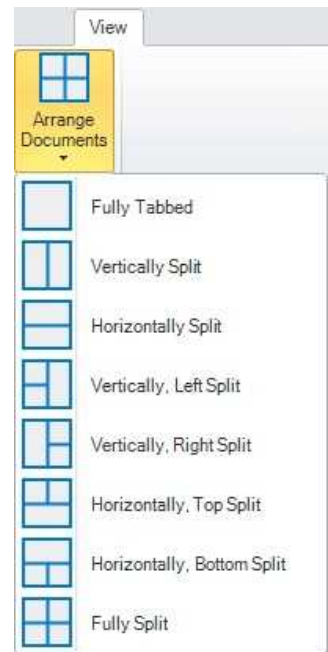 View
Arrange
Documents
Fully Tabbed
Vertically Split
Horizontally Split
Vertically, Left Split
Vertically, Right Split
Horizontally, Top Split
Horizontally, Bottom Split
Fully Split